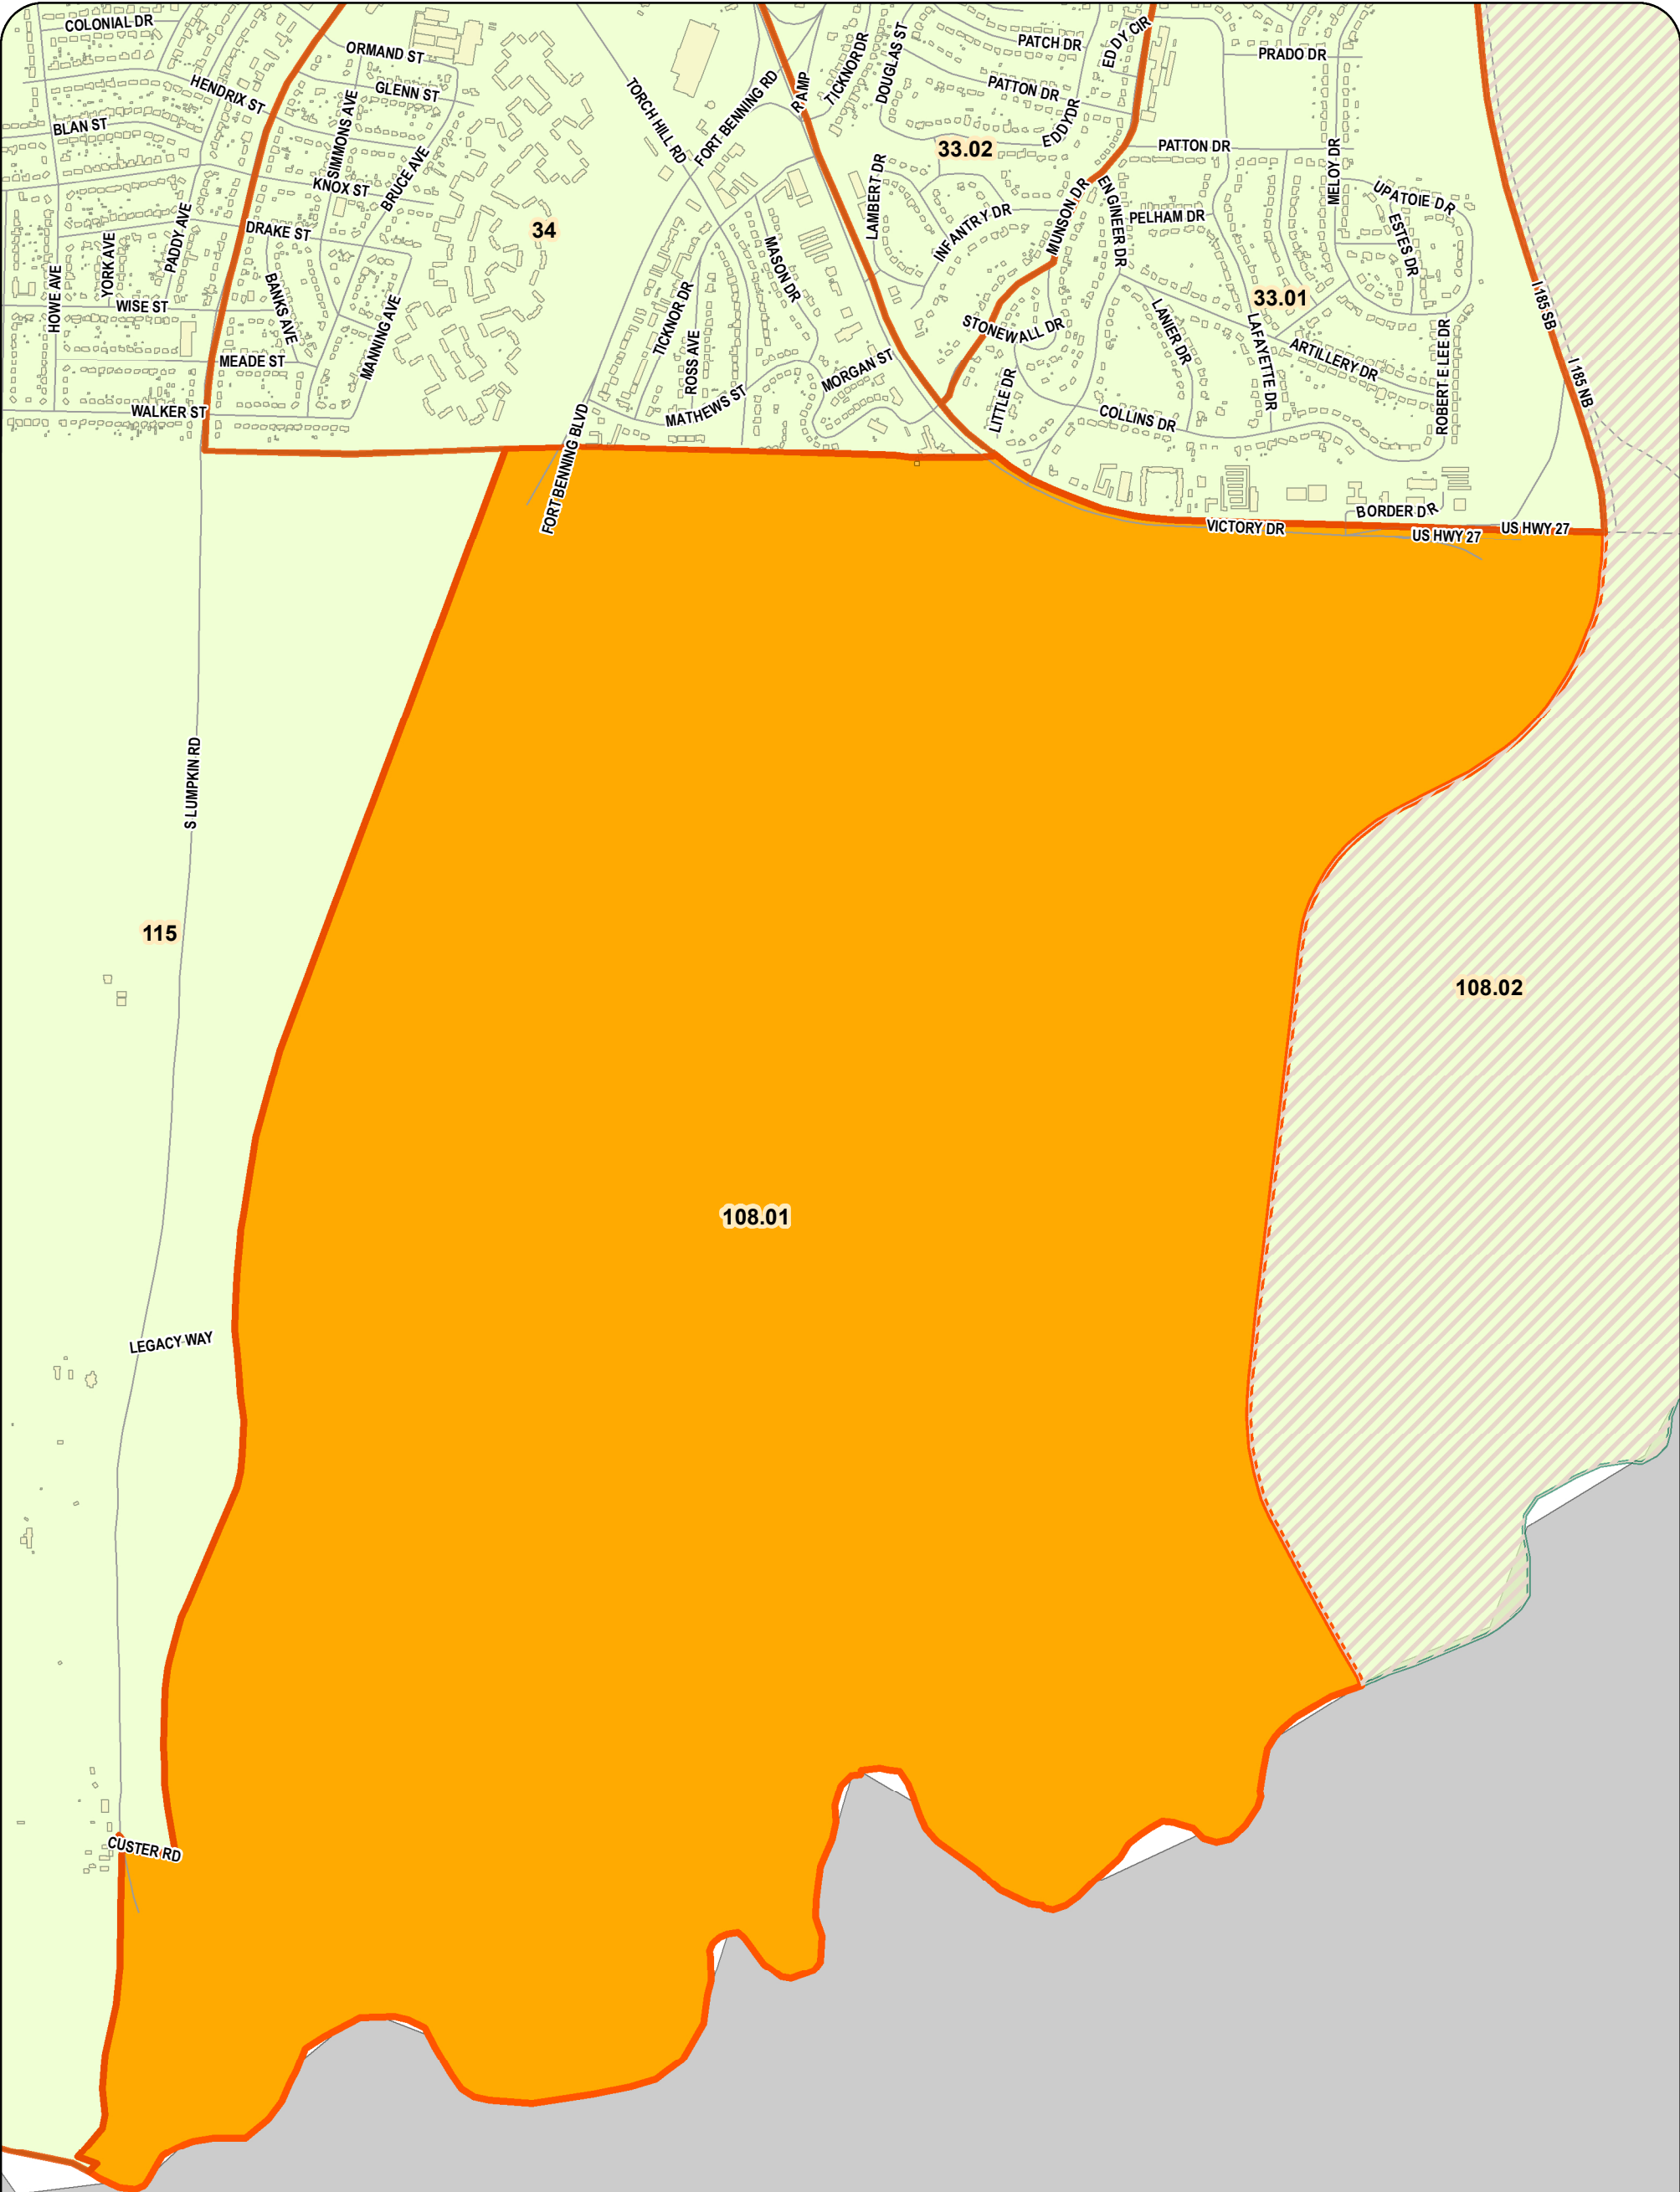 COLONIAL DR
ORMAND ST
HENDRIX ST
GLENN ST
BLAN ST
SIMMONS AVE
BRUCE AVE
KNOX ST
PADDY AVE
YORK AVE
HOWE AVE
DRAKE ST
BANKS AVE
WISE ST
MANNING AVE
MEADE ST
WALKER ST
34
TORCH HILL RD
FORT BENNING RD
RAMP
TICKNOR DR
DOUGLAS ST
PATCH DR
EDDY CIR
PRADO DR
PATTON DR
EDDY DR
33.02
PATTON DR
MELOY DR
LAMBERT DR
INFANTRY DR
MUNSON DR
ENGINEER DR
PELHAM DR
UPATOIE DR
ESTES DR
MASON DR
TICKNOR DR
ROSS AVE
33.01
I 185 SB
STONEWALL DR
LANIER DR
LAFAYETTE DR
ARTILLERY DR
ROBERT E LEE DR
I 185 NB
MORGAN ST
MATHEWS ST
LITTLE DR
COLLINS DR
FORT BENNING BLVD
BORDER DR
VICTORY DR
US HWY 27
US HWY 27
S LUMPKIN RD
115
108.02
108.01
LEGACY WAY
CUSTER RD